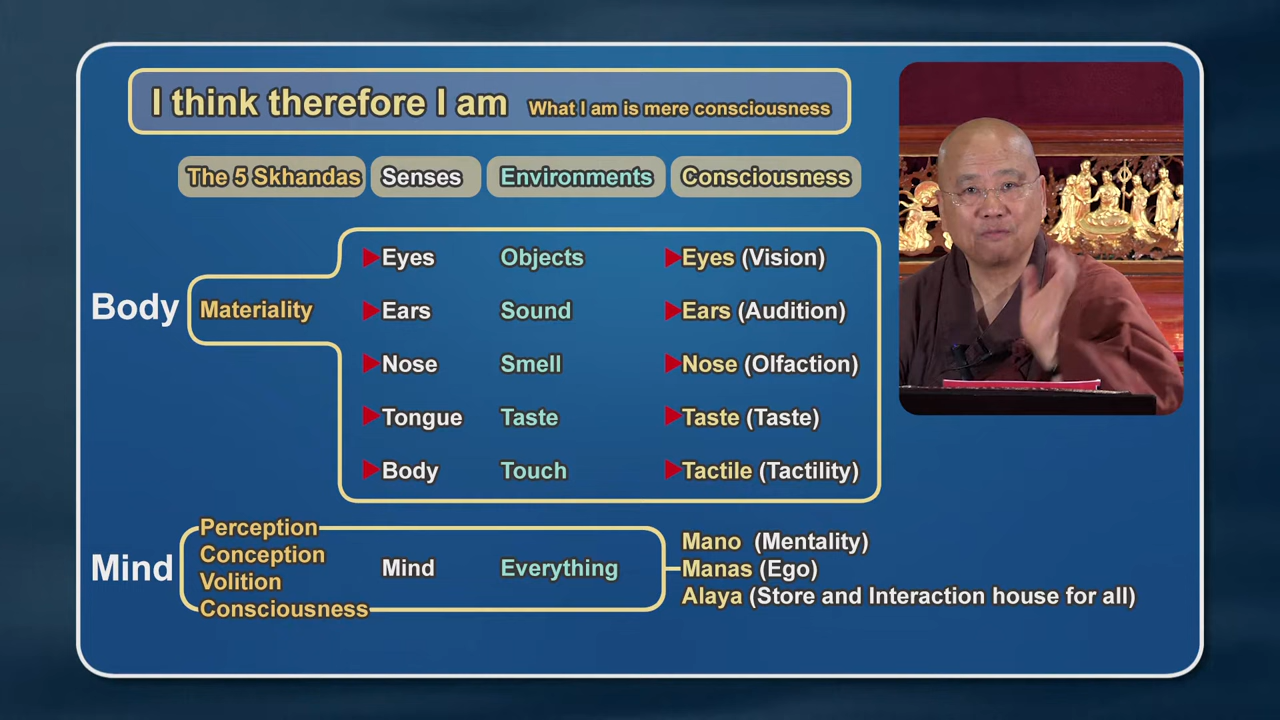 I think therefore I am What I am is mere consciousness
The 5 Skhandas Senses Environments Consciousness
Eyes Objects Eyes (Vision)
Body Materiality Ears Sound Ears (Audition)
Nose Smell Nose (Olfaction)
Tongue Taste Taste (Taste)
Body Touch Tactile (Tactility)
Perception
Conception
Volition
Consciousness
Mind Mind Everything
Mano (Mentality)
Manas (Ego)
Alaya (Store and Interaction house for all)